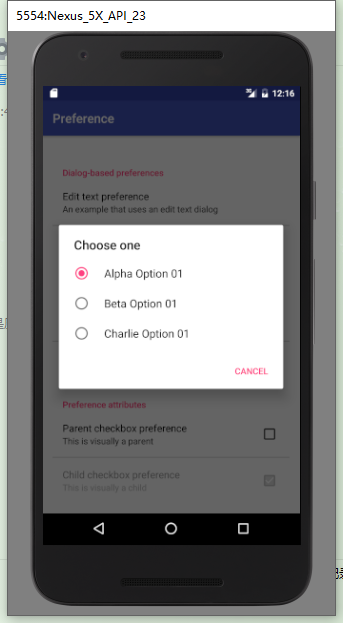 5554:Nexus_5X_API_23
12:16
Preference
Dialog-based preferences
Edit text preference
An example that uses an edit text dialog
Choose one
Alpha Option 01
Beta Option 01
Charlie Option 01
CANCEL
Preference attributes
Parent checkbox preference
This is visually a parent
Child checkbox preference
This is visually a child